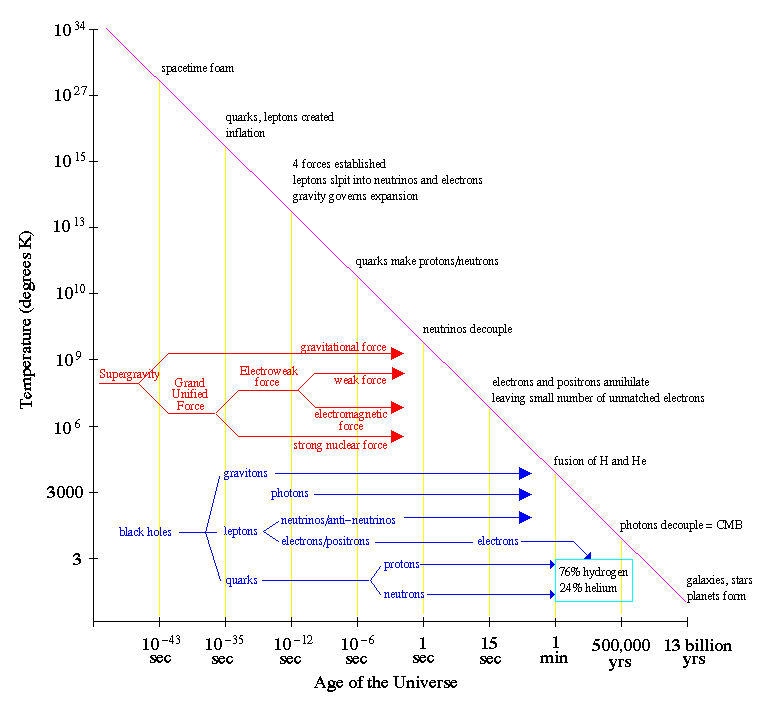 10^34
10^27
10^15
10^13
10^10
10^9
10^6
3000
3
Temperature (degrees K)
spacetime foam
quarks, leptons created
inflation
4 forces established
leptons slpit into neutrinos and electrons
gravity governs expansion
quarks make protons/neutrons
neutrinos decouple
electrons and positrons annihilate
leaving small number of unmatched electrons
fusion of H and He
photons decouple = CMB
galaxies, stars
planets form
Supergravity
gravitational force
Grand
Unified
Force
Electroweak
force
weak force
electromagnetic
force
strong nuclear force
black holes
gravitons
photons
leptons
neutrinos/anti-neutrinos
electrons/positrons
electrons
quarks
protons
neutrons
76% hydrogen
24% helium
10^-43
sec
10^-35
sec
10^-12
sec
10^-6
sec
1
sec
15
sec
1
min
500,000
yrs
13 billion
yrs
Age of the Universe